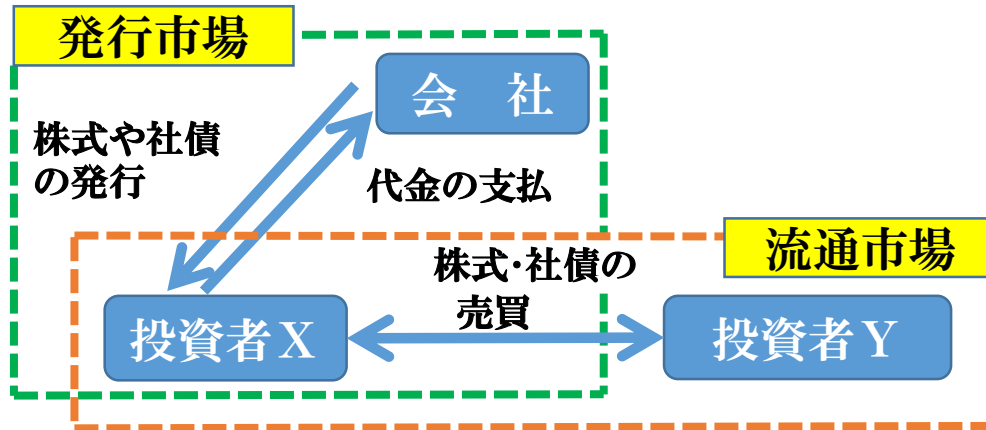 発行市場
会　社
株式や社債
の発行
代金の支払
流通市場
株式・社債の
売買
投資者Ｘ
投資者Ｙ